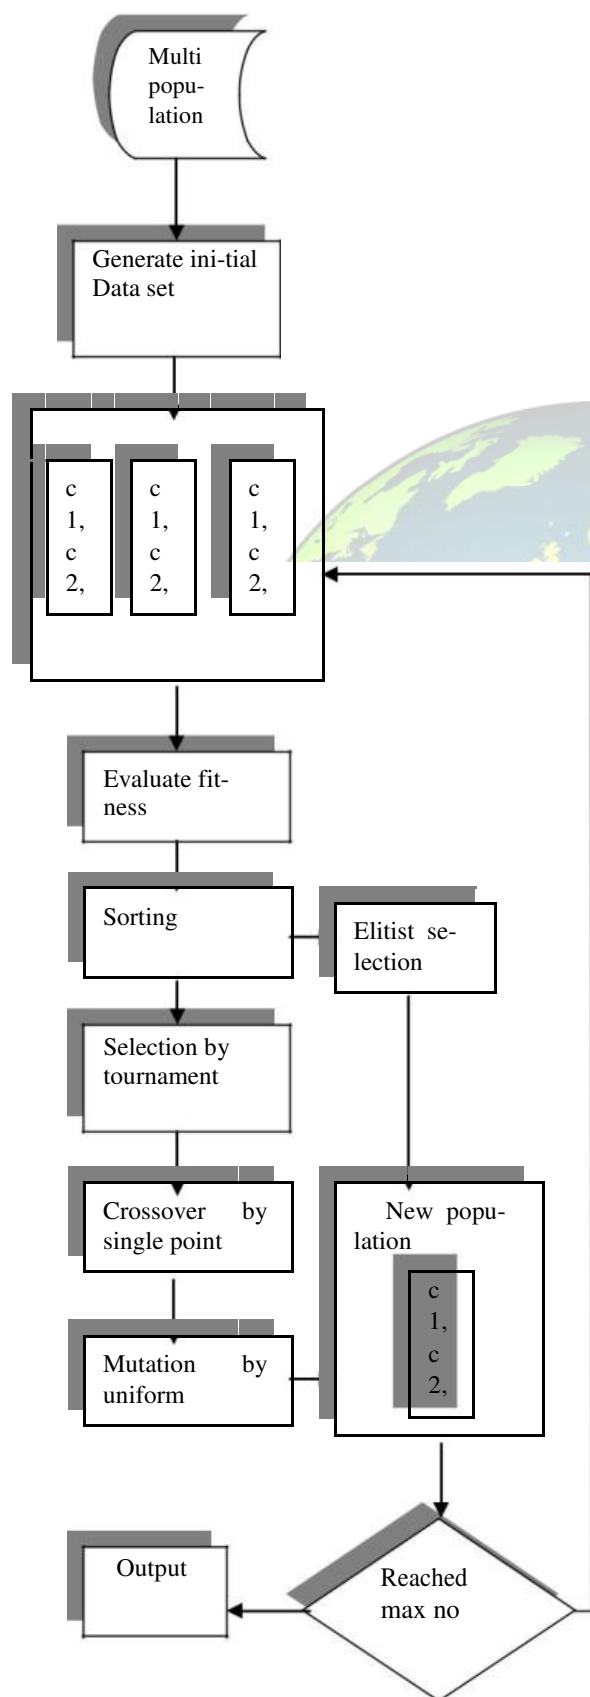 Multi
popu-
lation
Generate ini-tial
Data set
c
1,
c
2,
c
1,
c
2,
c
1,
c
2,
Evaluate fit-
ness
Sorting
Elitist se-
lection
Selection by
tournament
Crossover by
single point
New popu-
lation
c
1,
c
2,
Mutation by
uniform
Output
Reached
max no